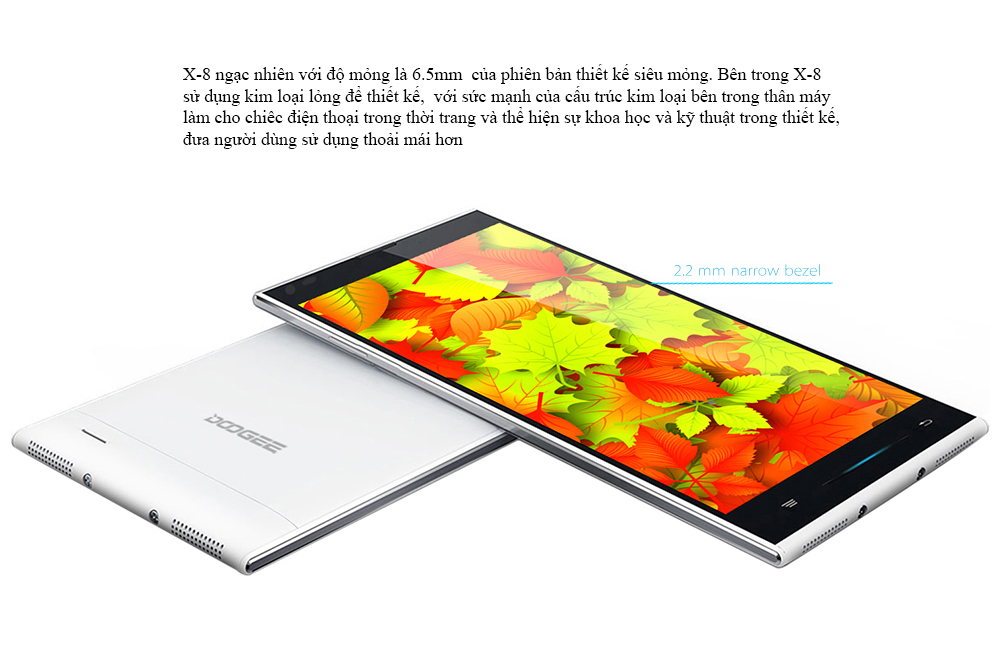 X-8 ngạc nhiên với độ mỏng là 6.5mm  của phiên bản thiết kế siêu mỏng. Bên trong X-8
sử dụng kim loại lỏng để thiết kế,  với sức mạnh của cấu trúc kim loại bên trong thân máy
làm cho chiêc điện thoại trong thời trang và thể hiện sự khoa học và kỹ thuật trong thiết kế,
đưa người dùng sử dụng thoải mái hơn
2.2 mm narrow bezel
DOOGEE